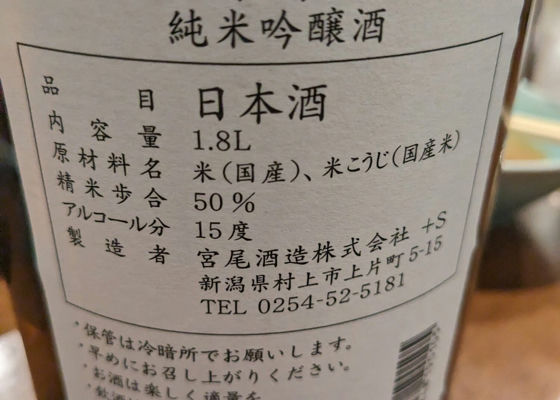 純米吟醸酒
品目 日本酒
内容量 1.8L
原材料名 米(国産)、米こうじ(国産米)
精米歩合 50%
アルコール分 15度
製造者 宮尾酒造株式会社 +S
新潟県村上市上片町5-15
TEL 0254-52-5181
・保管は冷暗所でお願いします。
・早めにお召し上がりください。
・お酒は楽しく適量を